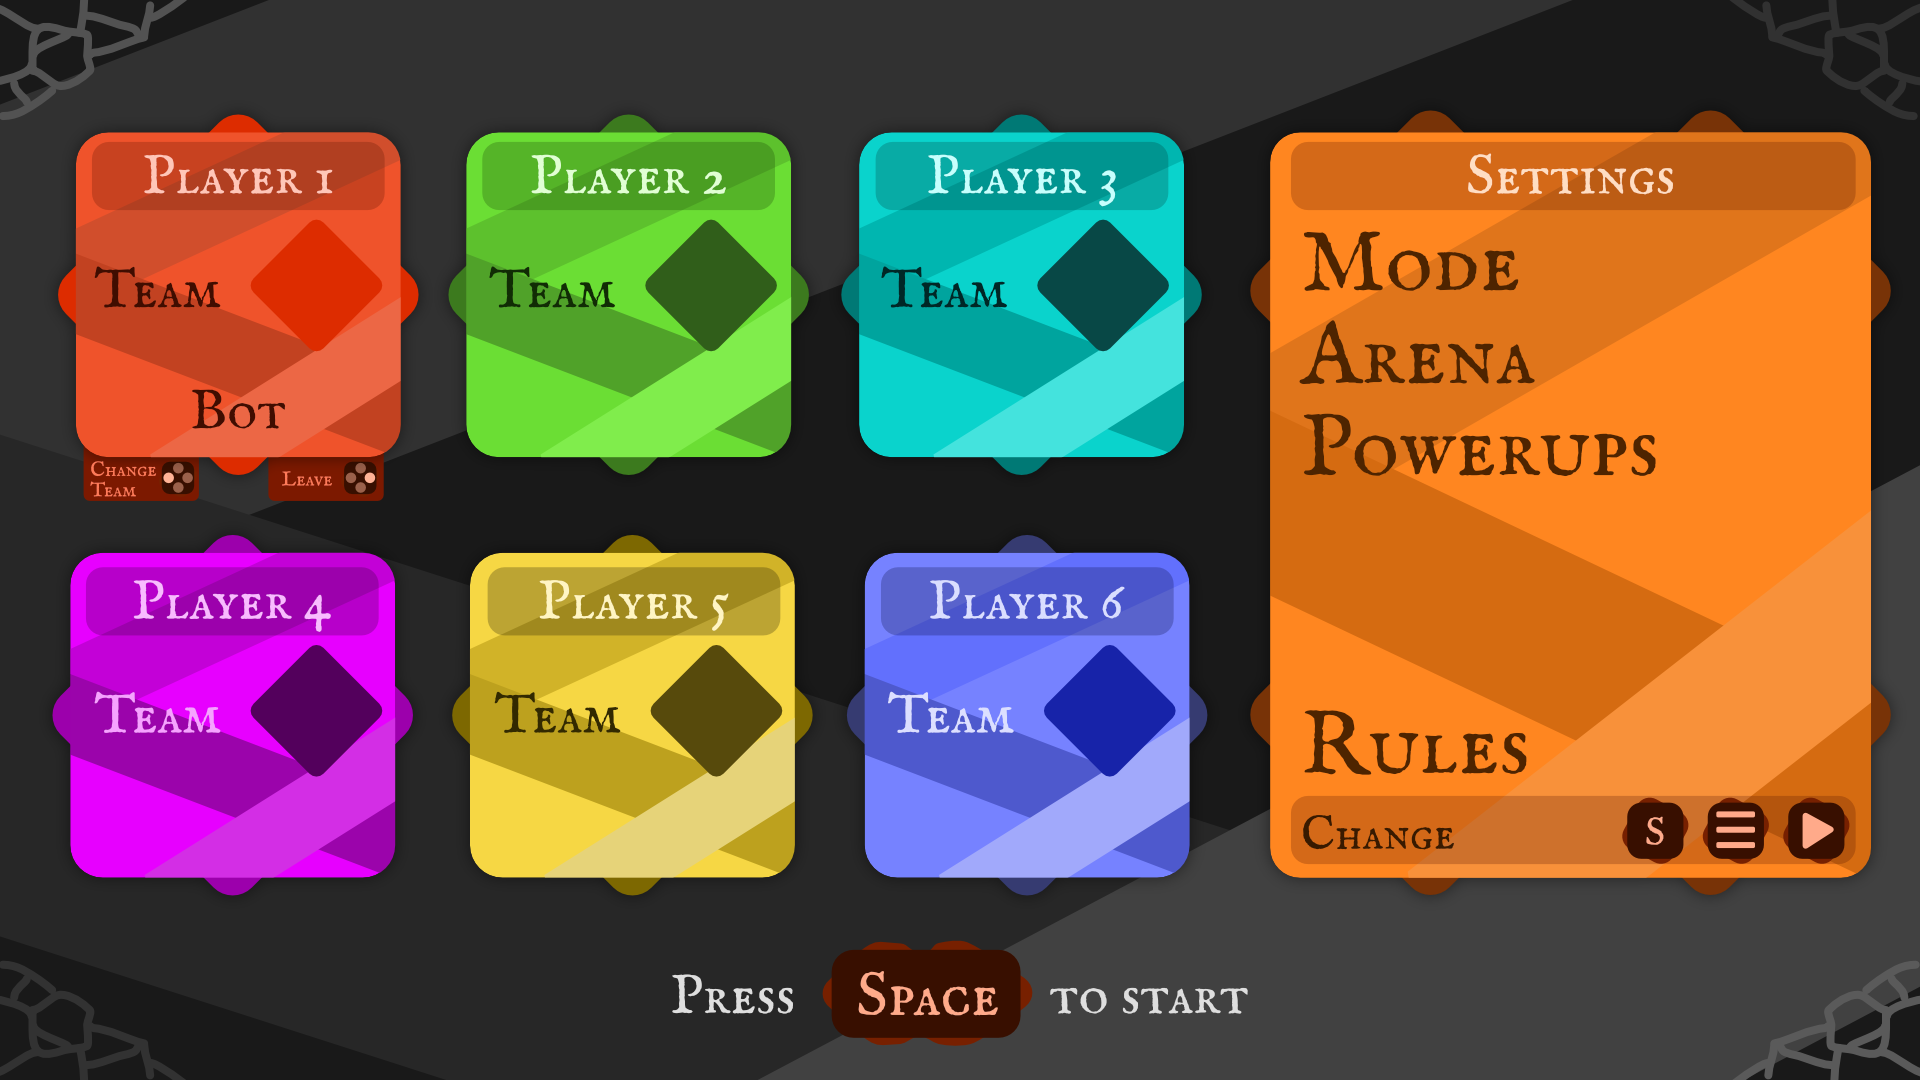 Player 1
Team
Bot
Change
Team
Leave
Player 2
Team
Player 3
Team
Player 4
Team
Player 5
Team
Player 6
Team
Settings
Mode
Arena
Powerups
Rules
Change
S
Press Space to start